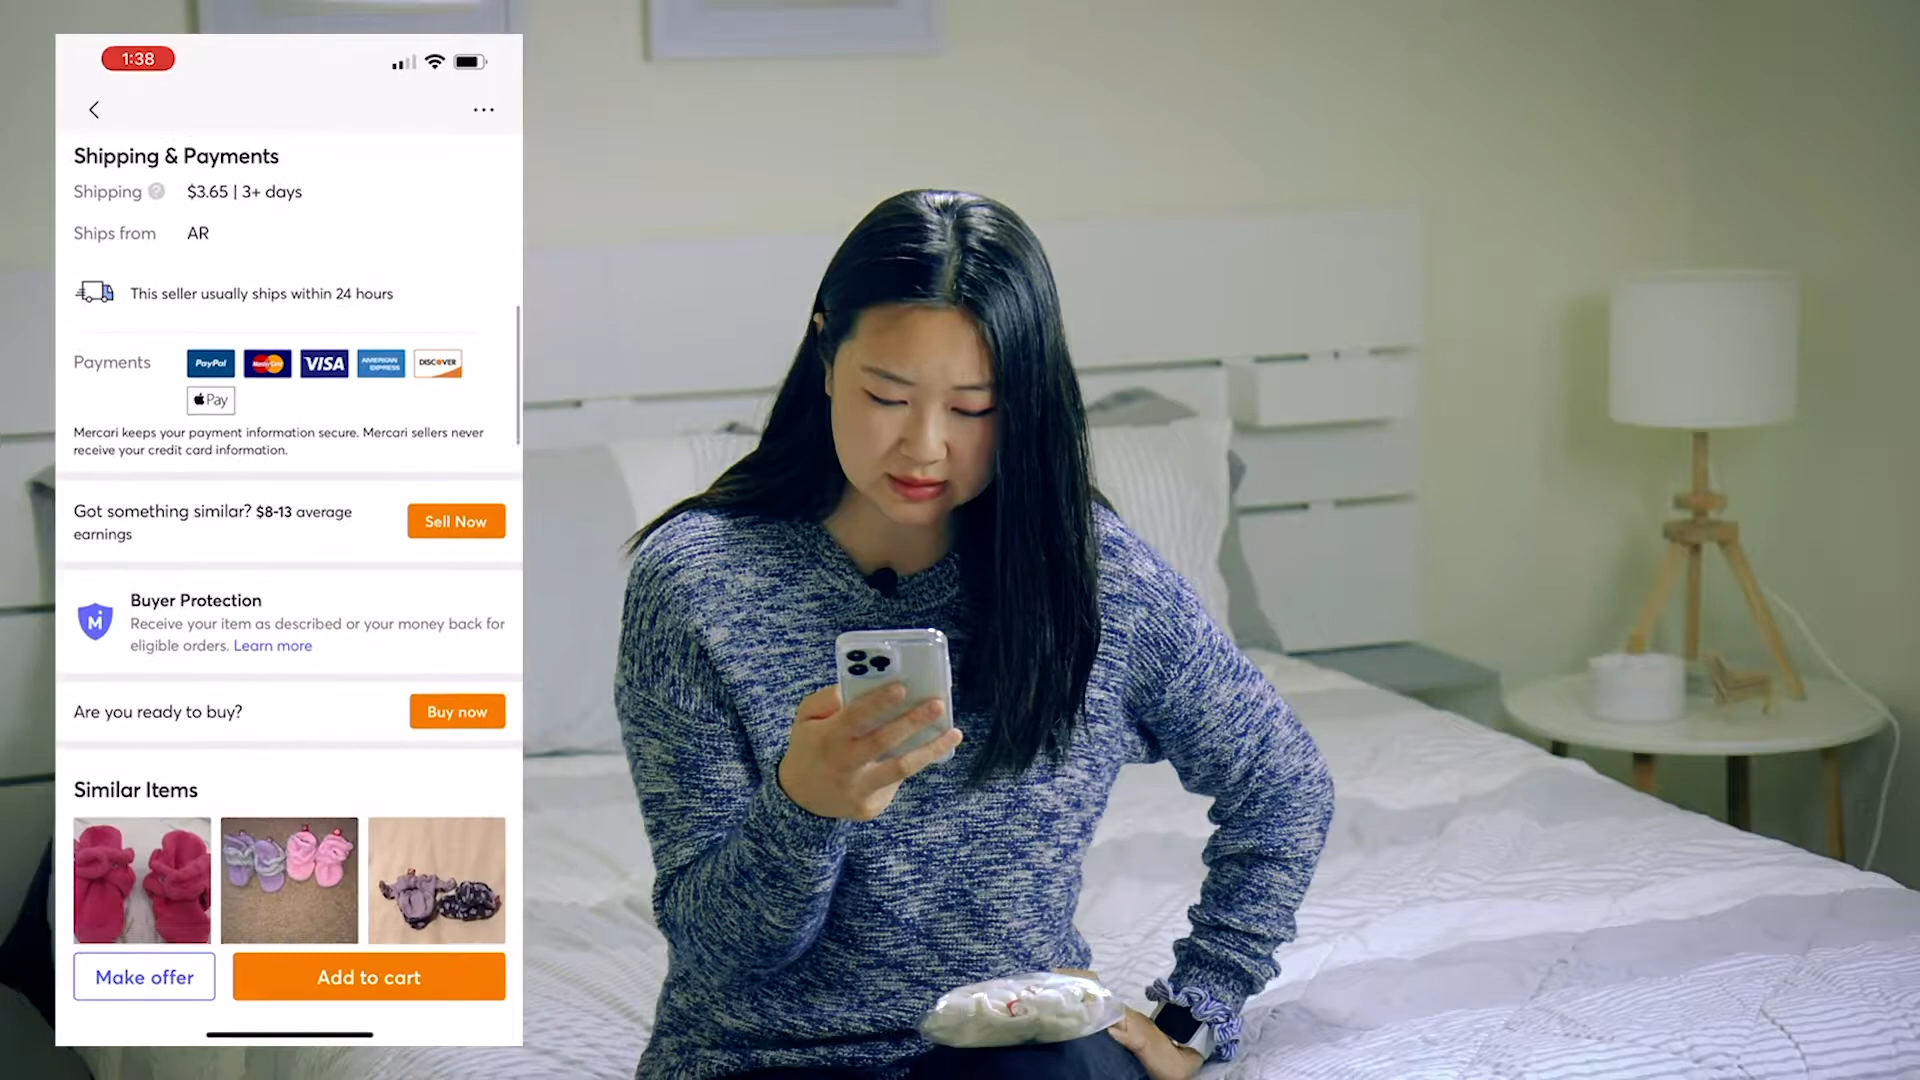 1:38
Shipping & Payments
Shipping ? $3.65 | 3+ days
Ships from AR
This seller usually ships within 24 hours
Payments PayPal MasterCard VISA AMERICAN EXPRESS DISCOVER
Pay
Mercari keeps your payment information secure. Mercari sellers never
receive your credit card information.
Got something similar? $8-13 average
earnings
Sell Now
M
Buyer Protection
Receive your item as described or your money back for
eligible orders. Learn more
Are you ready to buy? Buy now
Similar Items
Make offer Add to cart